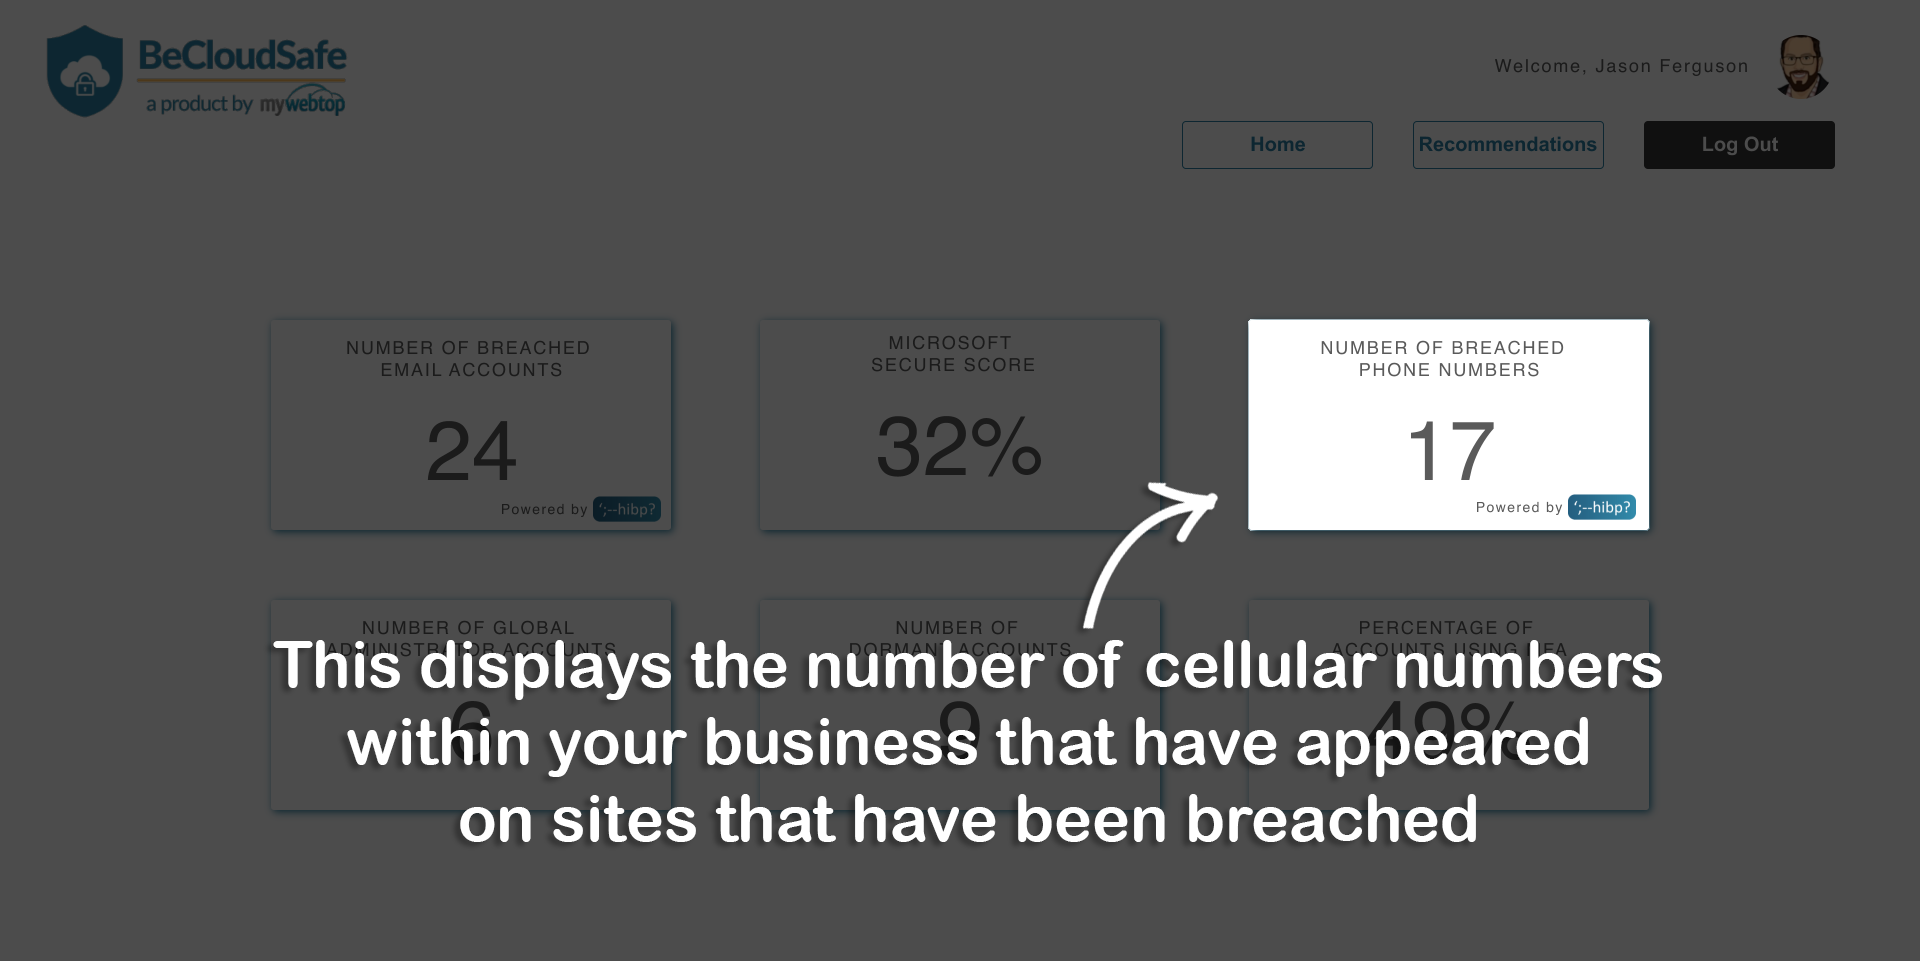 BeCloudSafe
a product by mywebtop
Welcome, Jason Ferguson
Home
Recommendations
Log Out
NUMBER OF BREACHED
EMAIL ACCOUNTS
24
Powered by ';--hibp?
MICROSOFT
SECURE SCORE
32%
NUMBER OF BREACHED
PHONE NUMBERS
17
Powered by ';--hibp?
NUMBER OF GLOBAL
ADMINISTRATOR ACCOUNTS
6
NUMBER OF
DORMANT ACCOUNTS
9
PERCENTAGE OF
ACCOUNTS USING MFA
49%
This displays the number of cellular numbers
within your business that have appeared
on sites that have been breached